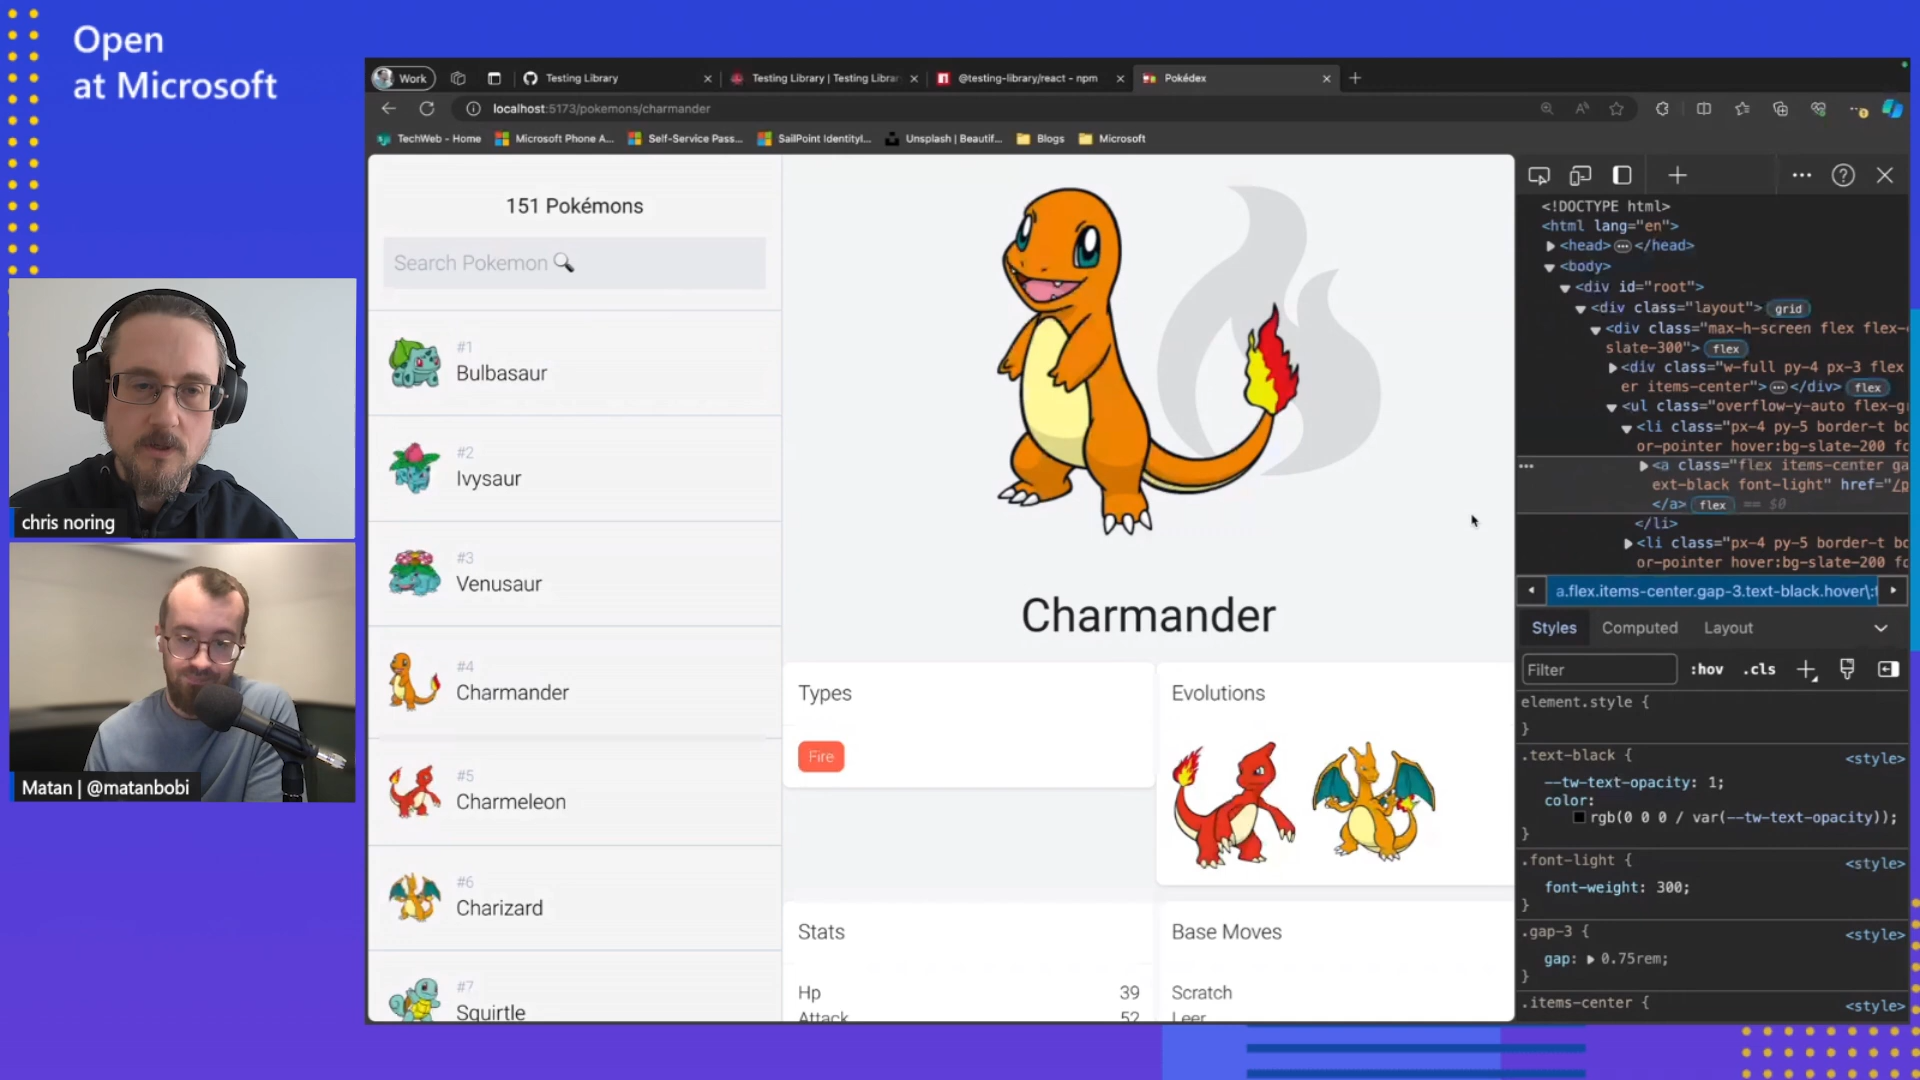 Open
at Microsoft
Work
Testing Library
Testing Library | Testing Librar
@testing-library/react - npm
Pokédex
localhost:5173/pokemons/charmander
TechWeb - Home
Microsoft Phone A...
Self-Service Pass...
SailPoint IdentityI...
Unsplash | Beautif...
Blogs
Microsoft
151 Pokémons
Search Pokemon
#1
Bulbasaur
#2
Ivysaur
#3
Venusaur
#4
Charmander
#5
Charmeleon
#6
Charizard
#7
Squirtle
Charmander
Types
Fire
Evolutions
Stats
Hp 39
Attack 52
Base Moves
Scratch
Leer
<!DOCTYPE html>
<html lang="en">
<head> </head>
<body>
<div id="root">
<div class="layout"> grid
<div class="max-h-screen flex flex-
slate-300"> flex
<div class="w-full py-4 px-3 flex
er items-center"> </div> flex
<ul class="overflow-y-auto flex-g
<li class="px-4 py-5 border-t bo
or-pointer hover:bg-slate-200 fo
<a class="flex items-center ga
ext-black font-light" href="/p
</a> flex == $0
</li>
<li class="px-4 py-5 border-t bo
or-pointer hover:bg-slate-200 fo
a.flex.items-center.gap-3.text-black.hover\:t
Styles Computed Layout
Filter :hov .cls
element.style {
}
.text-black { <style>
--tw-text-opacity: 1;
color:
rgb(0 0 0 / var(--tw-text-opacity));
}
.font-light { <style>
font-weight: 300;
}
.gap-3 { <style>
gap: 0.75rem;
}
.items-center { <style>
chris noring
Matan | @matanbobi